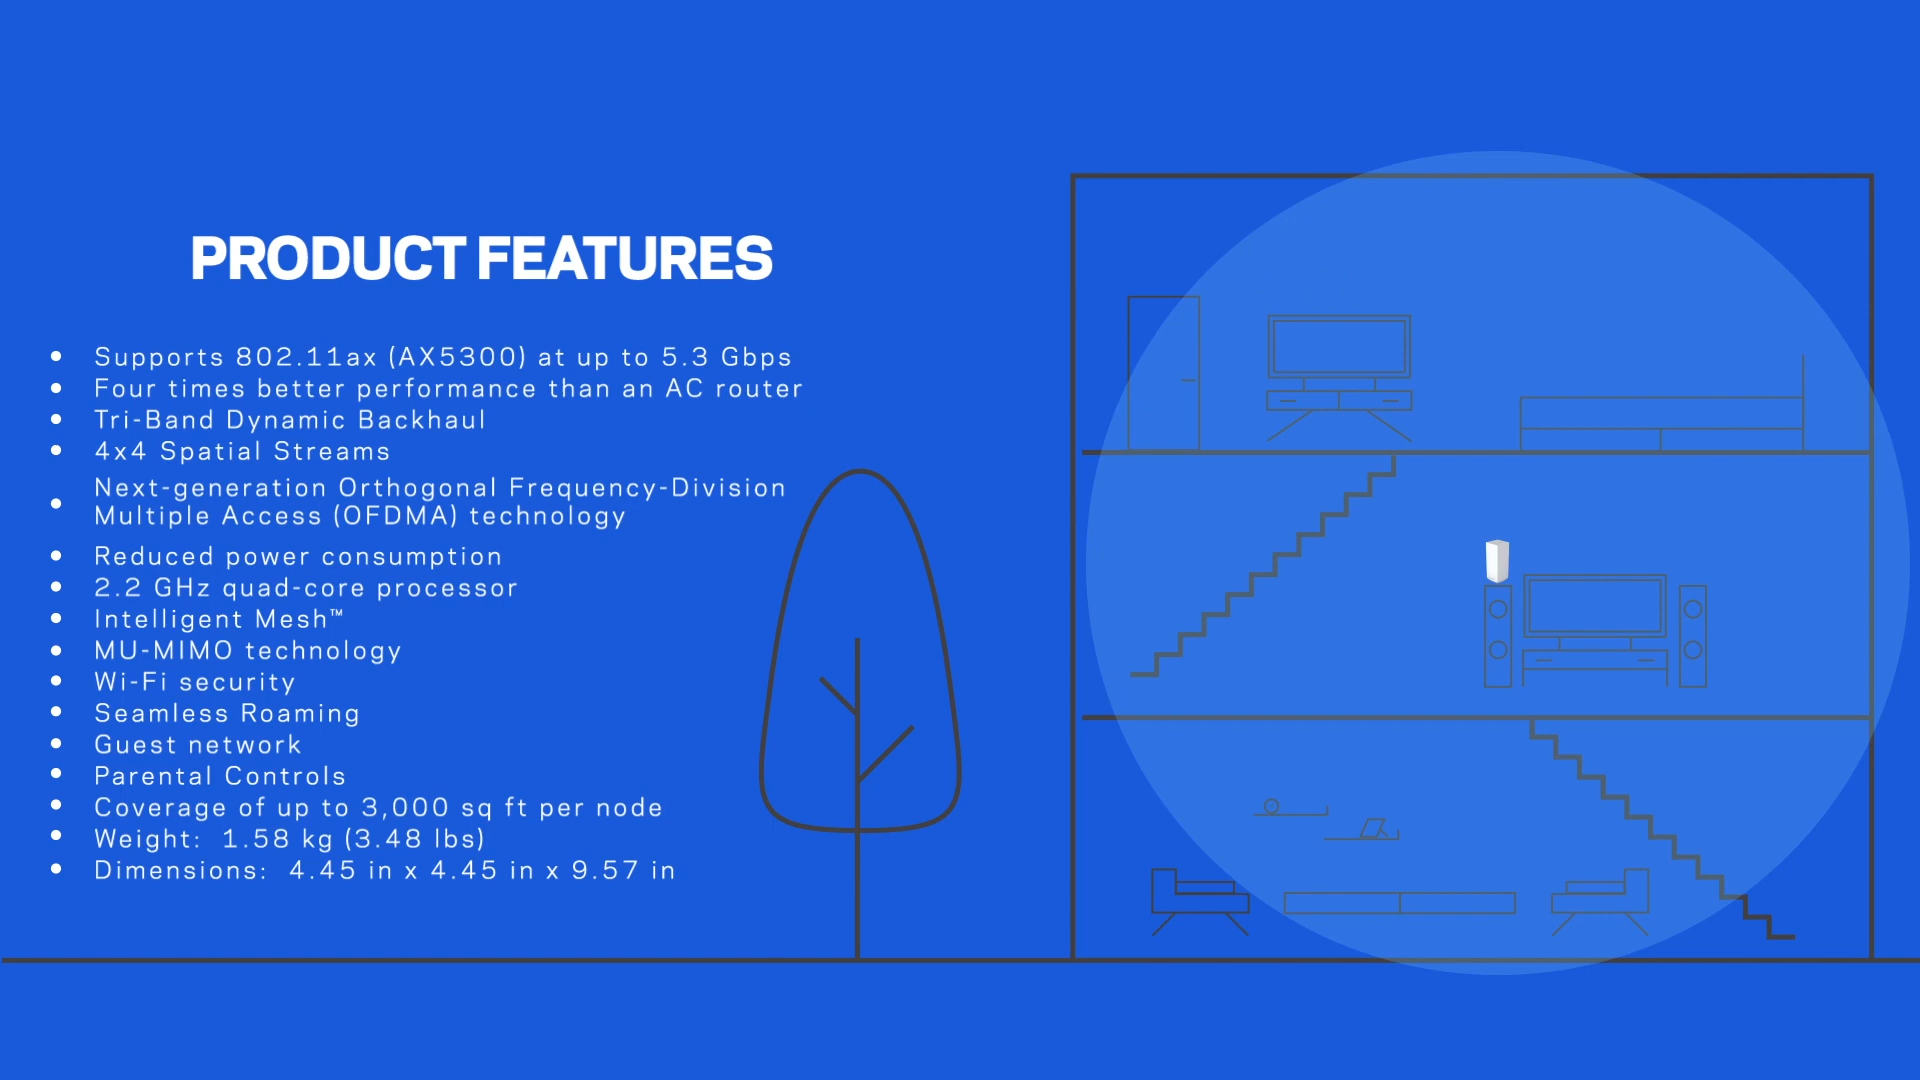 PRODUCT FEATURES
• Supports 802.11ax (AX5300) at up to 5.3 Gbps
• Four times better performance than an AC router
• Tri-Band Dynamic Backhaul
• 4x4 Spatial Streams
• Next-generation Orthogonal Frequency-Division
Multiple Access (OFDMA) technology
• Reduced power consumption
• 2.2 GHz quad-core processor
• Intelligent Mesh™
• MU-MIMO technology
• Wi-Fi security
• Seamless Roaming
• Guest network
• Parental Controls
• Coverage of up to 3,000 sq ft per node
• Weight: 1.58 kg (3.48 lbs)
• Dimensions: 4.45 in x 4.45 in x 9.57 in